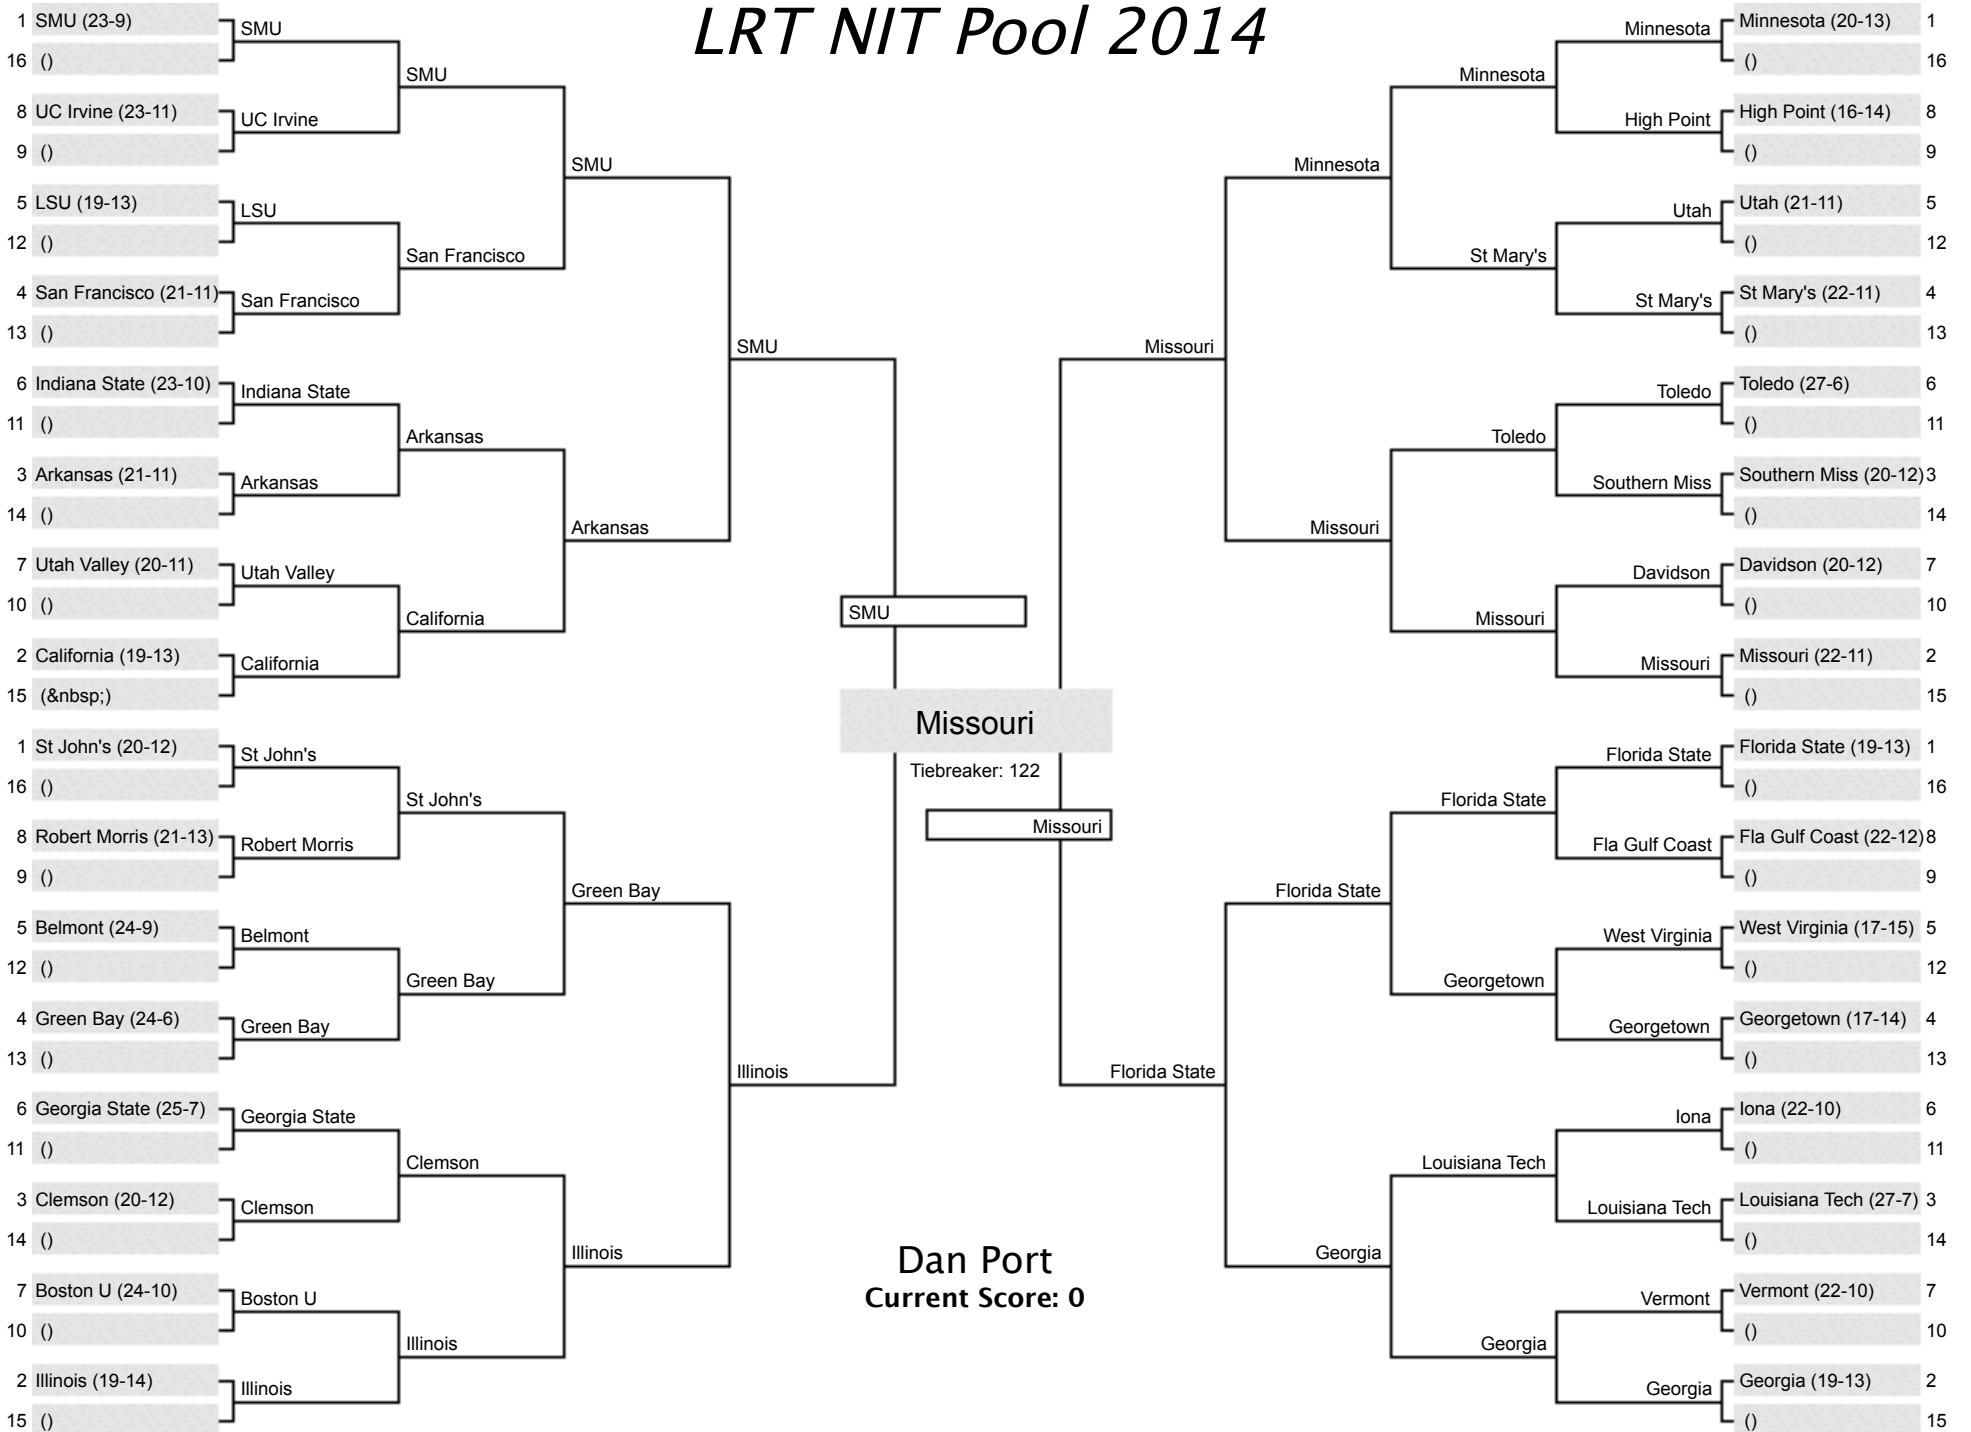 LRT NIT Pool 2014
1 SMU (23-9)
SMU
16 ()
SMU
8 UC Irvine (23-11)
UC Irvine
9 ()
SMU
5 LSU (19-13)
LSU
12 ()
San Francisco
4 San Francisco (21-11)
San Francisco
13 ()
SMU
6 Indiana State (23-10)
Indiana State
11 ()
Arkansas
3 Arkansas (21-11)
Arkansas
14 ()
Arkansas
7 Utah Valley (20-11)
Utah Valley
10 ()
California
2 California (19-13)
California
15 (&nbsp;)
1 St John's (20-12)
St John's
16 ()
St John's
8 Robert Morris (21-13)
Robert Morris
9 ()
Green Bay
5 Belmont (24-9)
Belmont
12 ()
Green Bay
4 Green Bay (24-6)
Green Bay
13 ()
Illinois
6 Georgia State (25-7)
Georgia State
11 ()
Clemson
3 Clemson (20-12)
Clemson
14 ()
Illinois
7 Boston U (24-10)
Boston U
10 ()
Illinois
2 Illinois (19-14)
Illinois
15 ()
SMU
Missouri
Tiebreaker: 122
Missouri
Dan Port
Current Score: 0
Minnesota (20-13) 1
Minnesota
() 16
Minnesota
High Point (16-14) 8
High Point
() 9
Minnesota
Utah (21-11) 5
Utah
() 12
St Mary's
St Mary's (22-11) 4
St Mary's
() 13
Missouri
Toledo (27-6) 6
Toledo
() 11
Toledo
Southern Miss (20-12) 3
Southern Miss
() 14
Missouri
Davidson (20-12) 7
Davidson
() 10
Missouri
Missouri (22-11) 2
Missouri
() 15
Florida State (19-13) 1
Florida State
() 16
Florida State
Fla Gulf Coast (22-12) 8
Fla Gulf Coast
() 9
Florida State
West Virginia (17-15) 5
West Virginia
() 12
Georgetown
Georgetown (17-14) 4
Georgetown
() 13
Florida State
Iona (22-10) 6
Iona
() 11
Louisiana Tech
Louisiana Tech (27-7) 3
Louisiana Tech
() 14
Georgia
Vermont (22-10) 7
Vermont
() 10
Georgia
Georgia (19-13) 2
Georgia
() 15